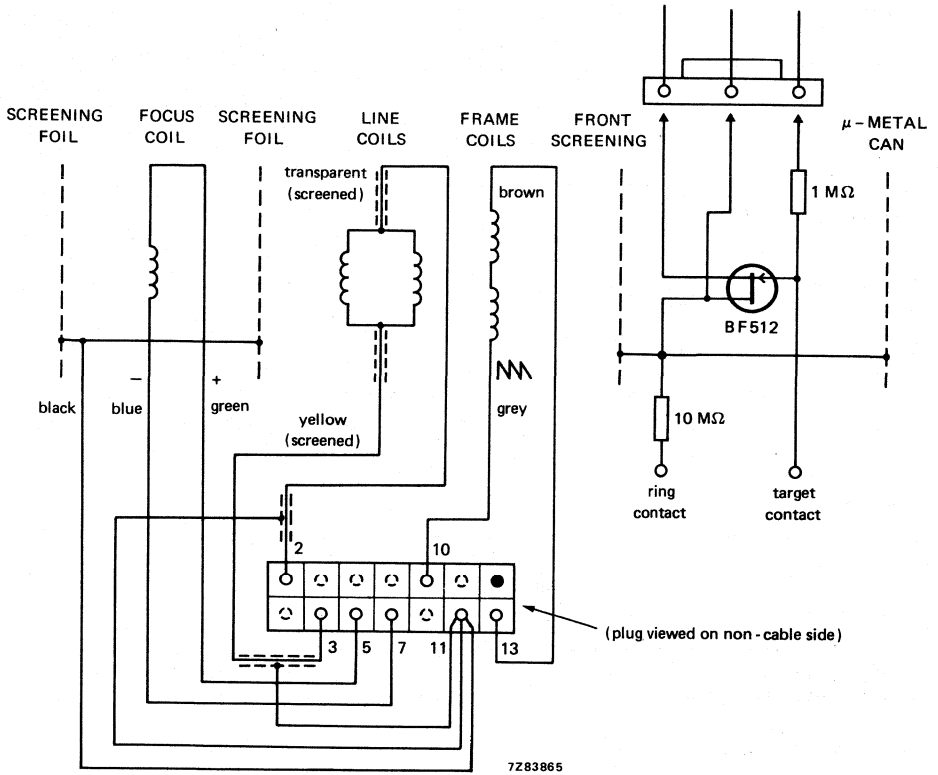 SCREENING
FOIL
FOCUS
COIL
SCREENING
FOIL
LINE
COILS
FRAME
COILS
FRONT
SCREENING
μ-METAL
CAN
transparent
(screened)
brown
1 MΩ
BF512
−
+
black
blue
green
yellow
(screened)
grey
10 MΩ
ring
contact
target
contact
2
10
3
5
7
11
13
(plug viewed on non-cable side)
7Z83865